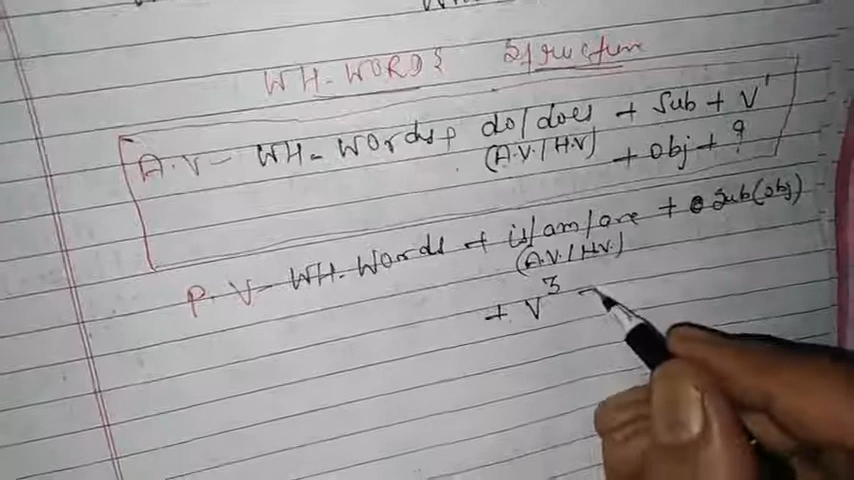 WH-WORDS Structure
A.V- WH- Words+ do/does + Sub + V¹
(A.V./H.V) + obj + ?
P.V- WH-Words + is/am/are + Sub(obj)
(A.V./H.V.)
+ V³ -